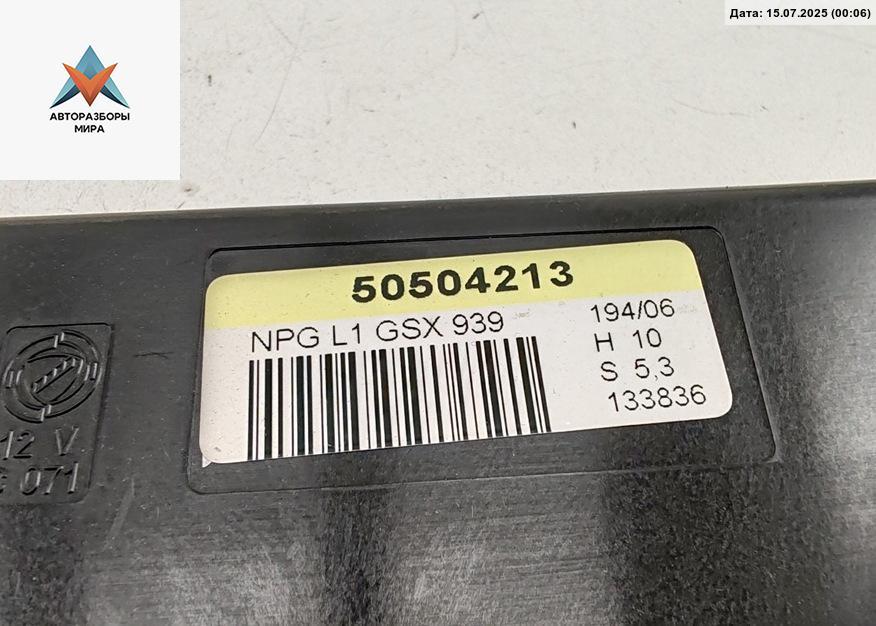 Дата: 15.07.2025 (00:06)
АВТОРАЗБОРЫ
МИРА
50504213
NPG L1 GSX 939
194/06
H 10
S 5,3
133836
12 V
071